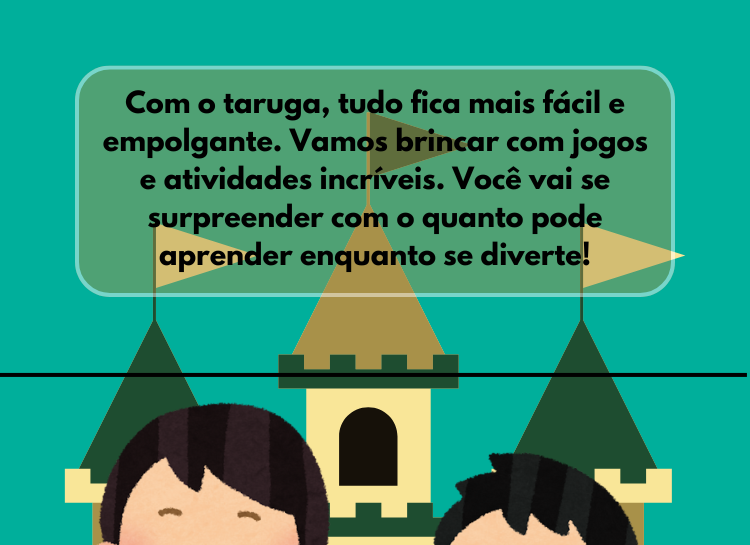 Com o taruga, tudo fica mais fácil e
empolgante. Vamos brincar com jogos
e atividades incríveis. Você vai se
surpreender com o quanto pode
aprender enquanto se diverte!